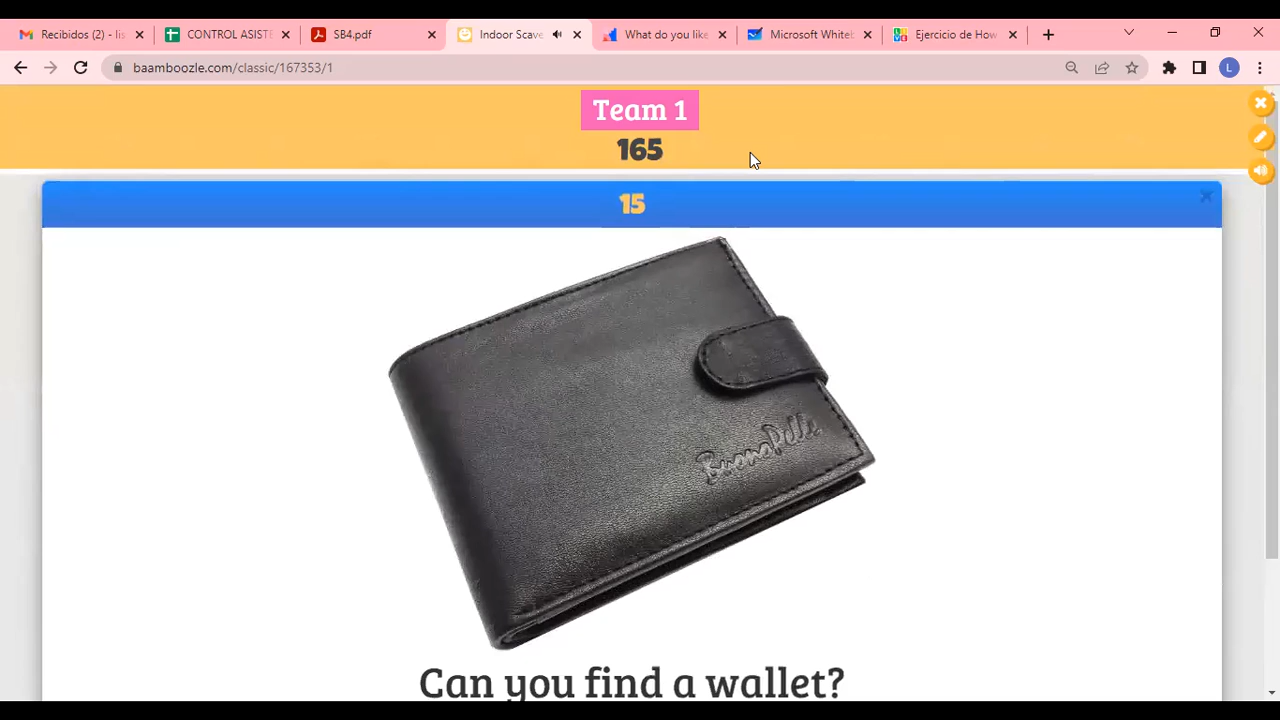 Recibidos (2) - lis
CONTROL ASISTE
SB4.pdf
Indoor Scave
What do you like
Microsoft Whiteb
Ejercicio de How
baamboozle.com/classic/167353/1
L
Team 1
165
15
BuonaPelle
Can you find a wallet?